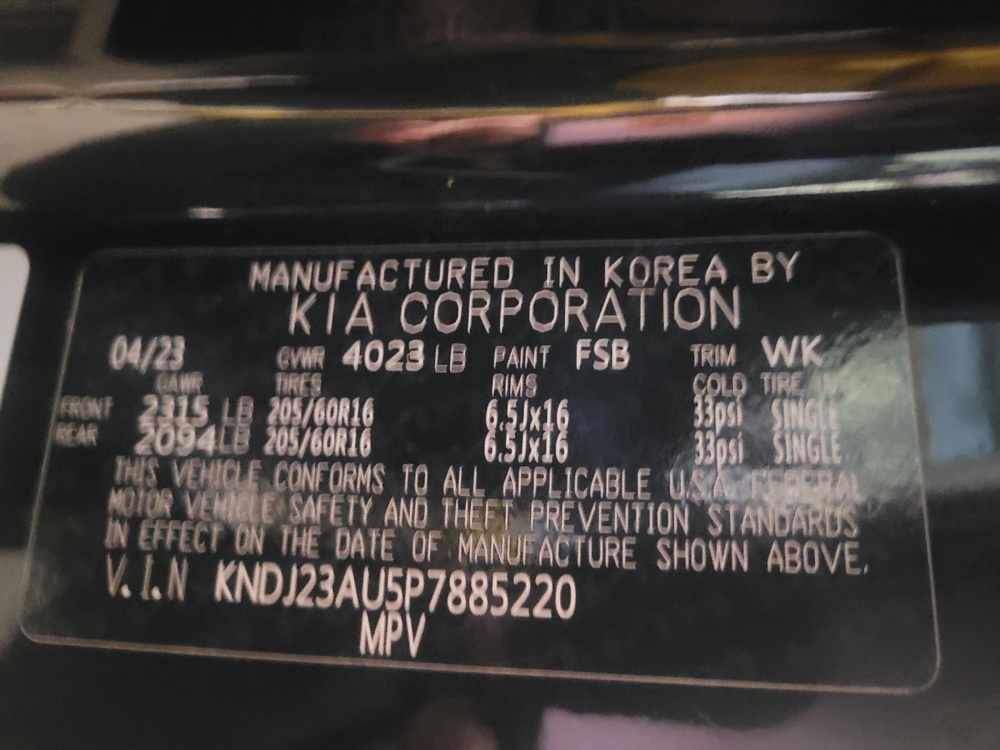 MANUFACTURED IN KOREA BY
KIA CORPORATION
04/23 GVWR 4023 LB PAINT FSB TRIM WK
GAWR TIRES RIMS COLD TIRE INF
FRONT 2315 LB 205/60R16 6.5Jx16 33psi SINGLE
REAR 2094 LB 205/60R16 6.5Jx16 33psi SINGLE
THIS VEHICLE CONFORMS TO ALL APPLICABLE U.S.A. FEDERAL
MOTOR VEHICLE SAFETY AND THEFT PREVENTION STANDARDS
IN EFFECT ON THE DATE OF MANUFACTURE SHOWN ABOVE.
V.I.N KNDJ23AU5P7885220
MPV